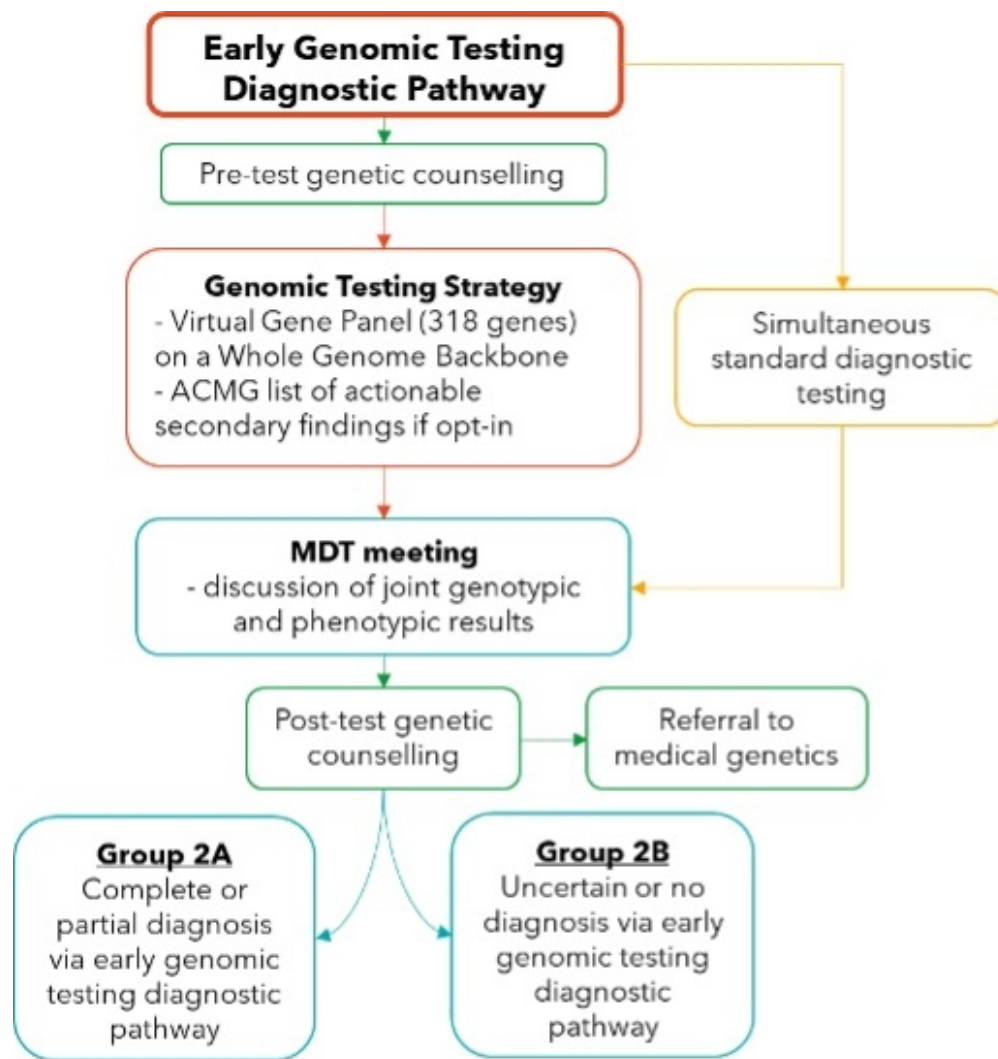 Early Genomic Testing
Diagnostic Pathway
Pre-test genetic counselling
Genomic Testing Strategy
- Virtual Gene Panel (318 genes)
on a Whole Genome Backbone
- ACMG list of actionable
secondary findings if opt-in
Simultaneous
standard diagnostic
testing
MDT meeting
- discussion of joint genotypic
and phenotypic results
Post-test genetic
counselling
Referral to
medical genetics
Group 2A
Complete or
partial diagnosis
via early genomic
testing diagnostic
pathway
Group 2B
Uncertain or no
diagnosis via early
genomic testing
diagnostic
pathway